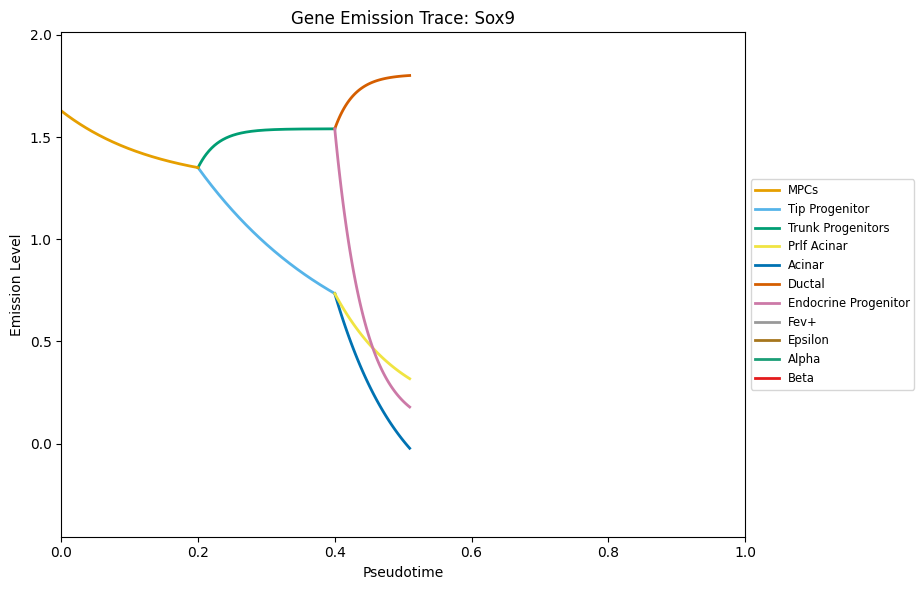 Gene Emission Trace: Sox9
Emission Level
2.0
1.5
1.0
0.5
0.0
0.0 0.2 0.4 0.6 0.8 1.0
Pseudotime
MPCs
Tip Progenitor
Trunk Progenitors
Prlf Acinar
Acinar
Ductal
Endocrine Progenitor
Fev+
Epsilon
Alpha
Beta